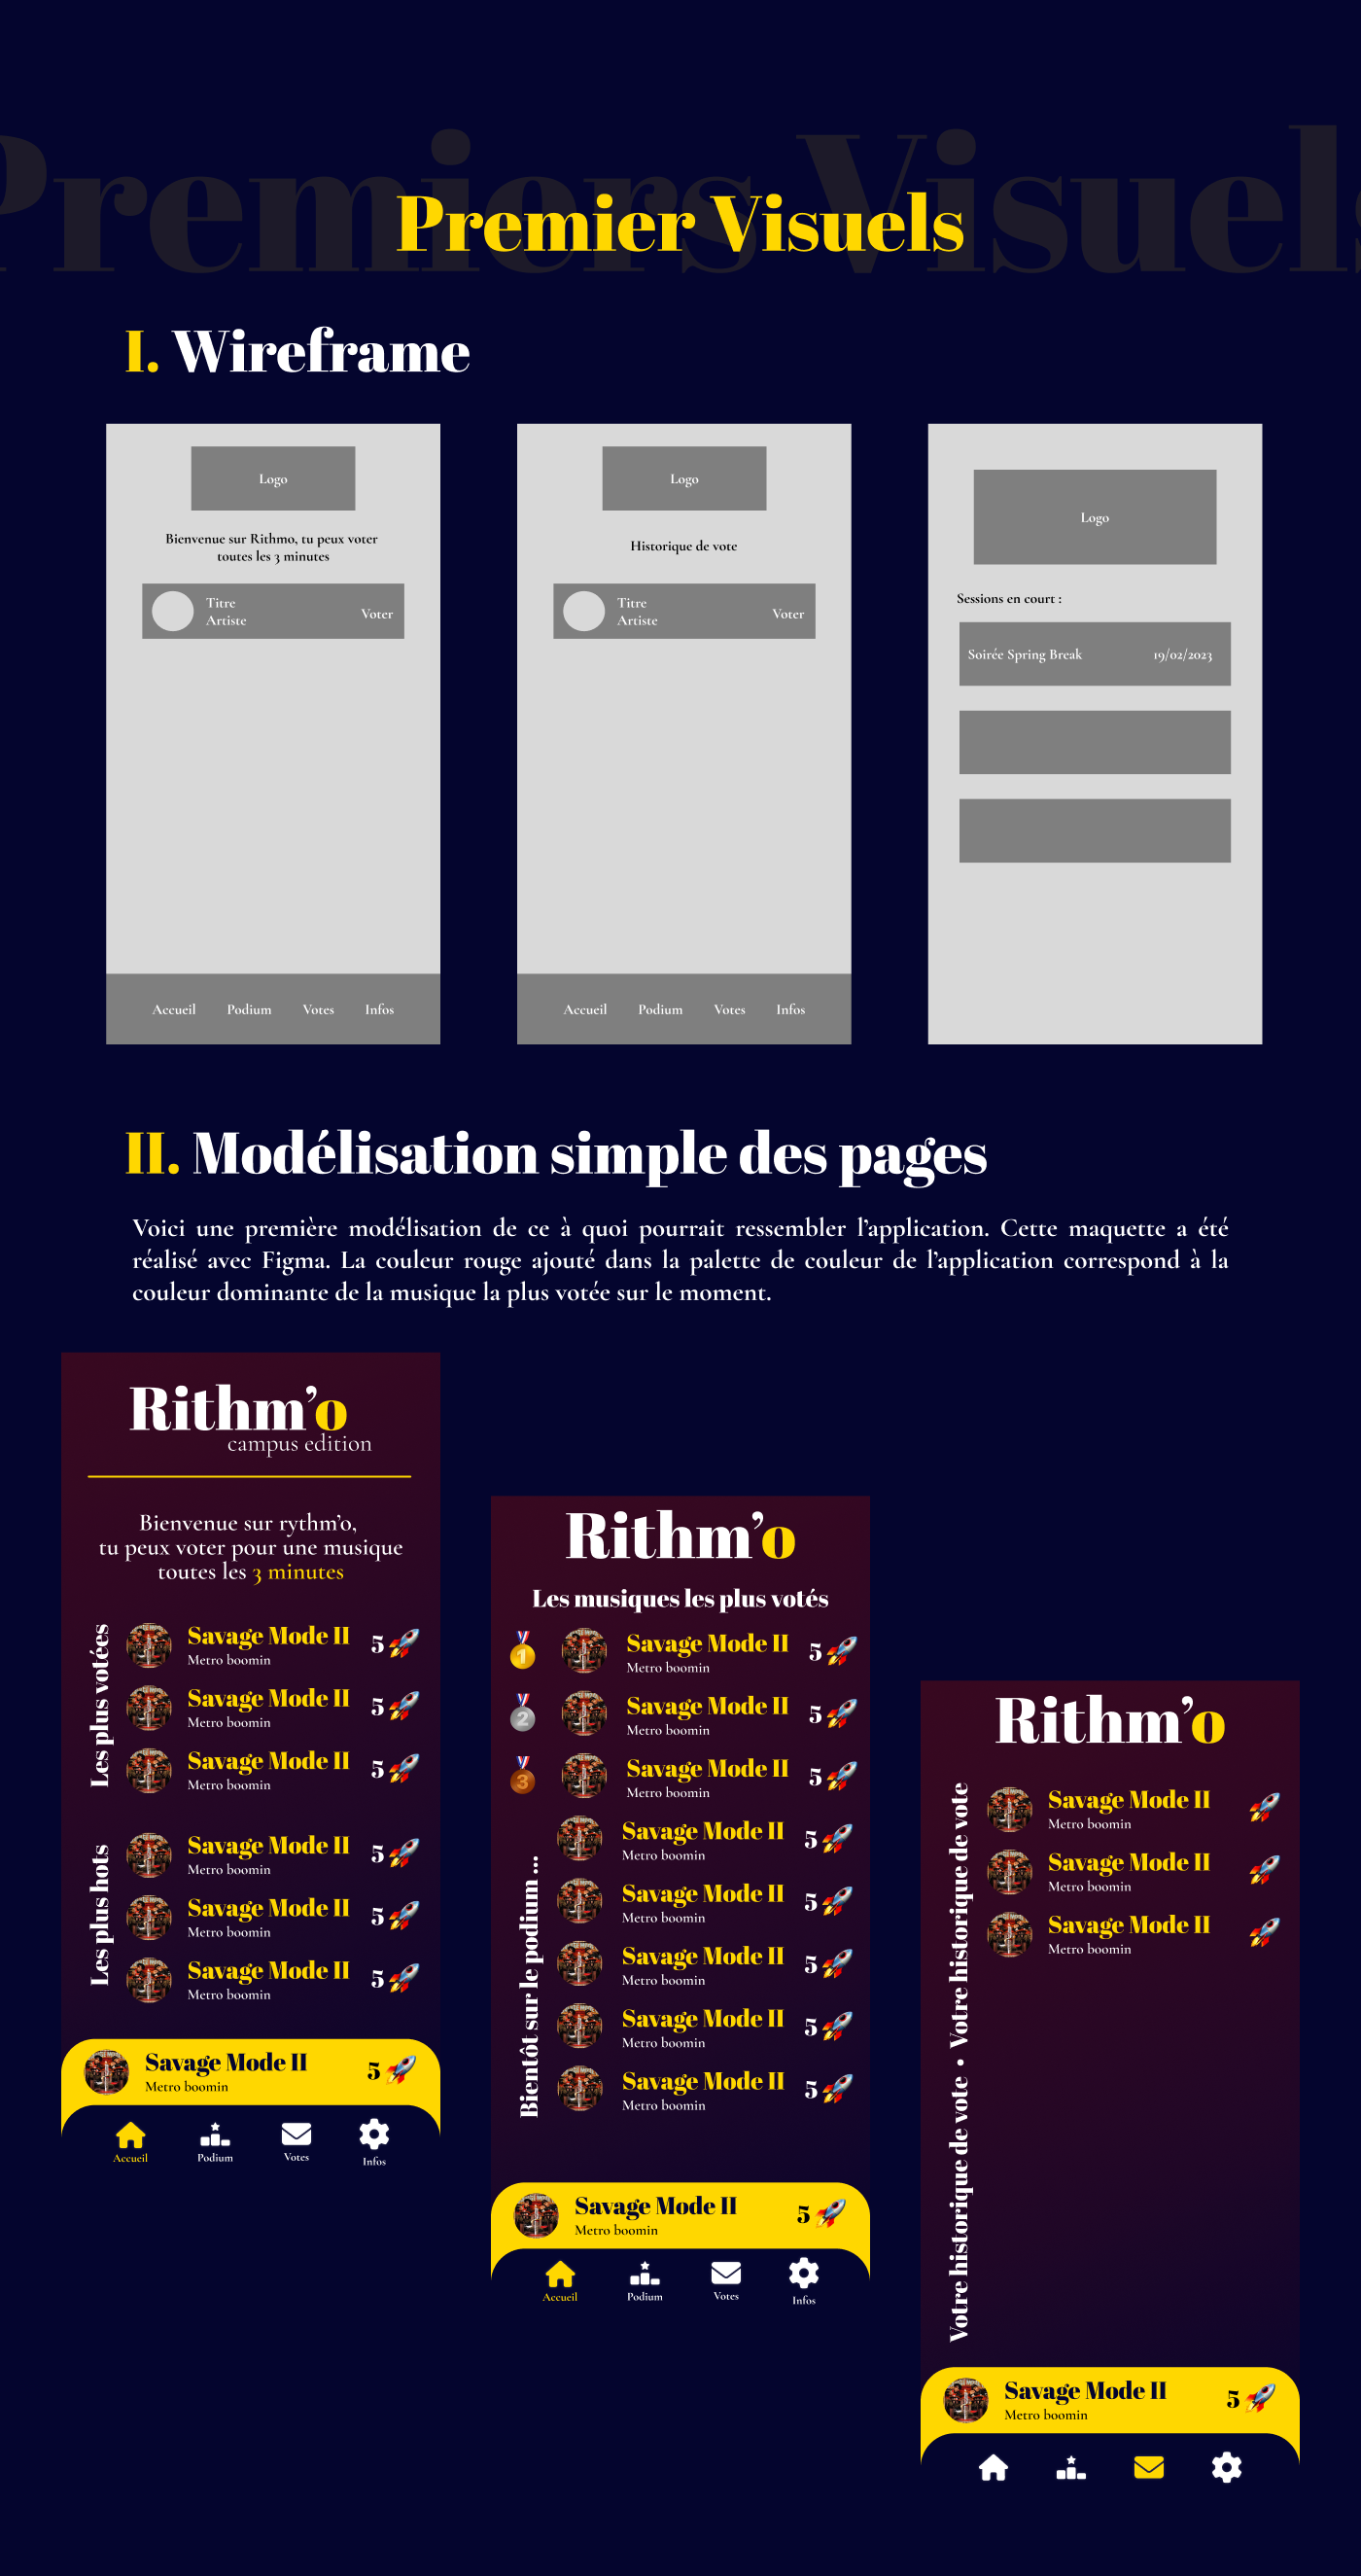 Premiers Visuels
Premier Visuels
I. Wireframe
Logo
Bienvenue sur Rithmo, tu peux voter
toutes les 3 minutes
Titre
Artiste
Voter
Accueil Podium Votes Infos
Logo
Historique de vote
Titre
Artiste
Voter
Accueil Podium Votes Infos
Logo
Sessions en court :
Soirée Spring Break 19/02/2023
II. Modélisation simple des pages
Voici une première modélisation de ce à quoi pourrait ressembler l’application. Cette maquette a été
réalisé avec Figma. La couleur rouge ajouté dans la palette de couleur de l’application correspond à la
couleur dominante de la musique la plus votée sur le moment.
Rithm’o
campus edition
Bienvenue sur rythm’o,
tu peux voter pour une musique
toutes les 3 minutes
Les plus votées
Savage Mode II 5
Metro boomin
Savage Mode II 5
Metro boomin
Savage Mode II 5
Metro boomin
Les plus hots
Savage Mode II 5
Metro boomin
Savage Mode II 5
Metro boomin
Savage Mode II 5
Metro boomin
Savage Mode II 5
Metro boomin
Accueil Podium Votes Infos
Rithm’o
Les musiques les plus votés
1 Savage Mode II 5
Metro boomin
2 Savage Mode II 5
Metro boomin
3 Savage Mode II 5
Metro boomin
Bientôt sur le podium ...
Savage Mode II 5
Metro boomin
Savage Mode II 5
Metro boomin
Savage Mode II 5
Metro boomin
Savage Mode II 5
Metro boomin
Savage Mode II 5
Metro boomin
Savage Mode II 5
Metro boomin
Accueil Podium Votes Infos
Rithm’o
Votre historique de vote • Votre historique de vote
Savage Mode II
Metro boomin
Savage Mode II
Metro boomin
Savage Mode II
Metro boomin
Savage Mode II 5
Metro boomin